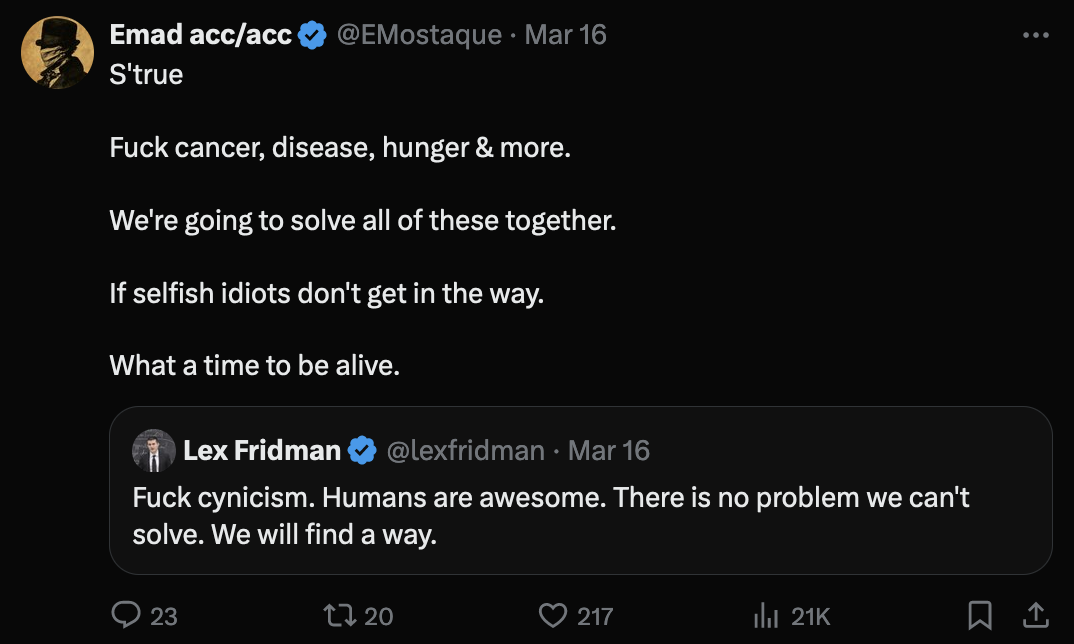 Emad acc/acc @EMostaque · Mar 16
S'true
Fuck cancer, disease, hunger & more.
We're going to solve all of these together.
If selfish idiots don't get in the way.
What a time to be alive.
Lex Fridman @lexfridman · Mar 16
Fuck cynicism. Humans are awesome. There is no problem we can't
solve. We will find a way.
23 20 217 21K